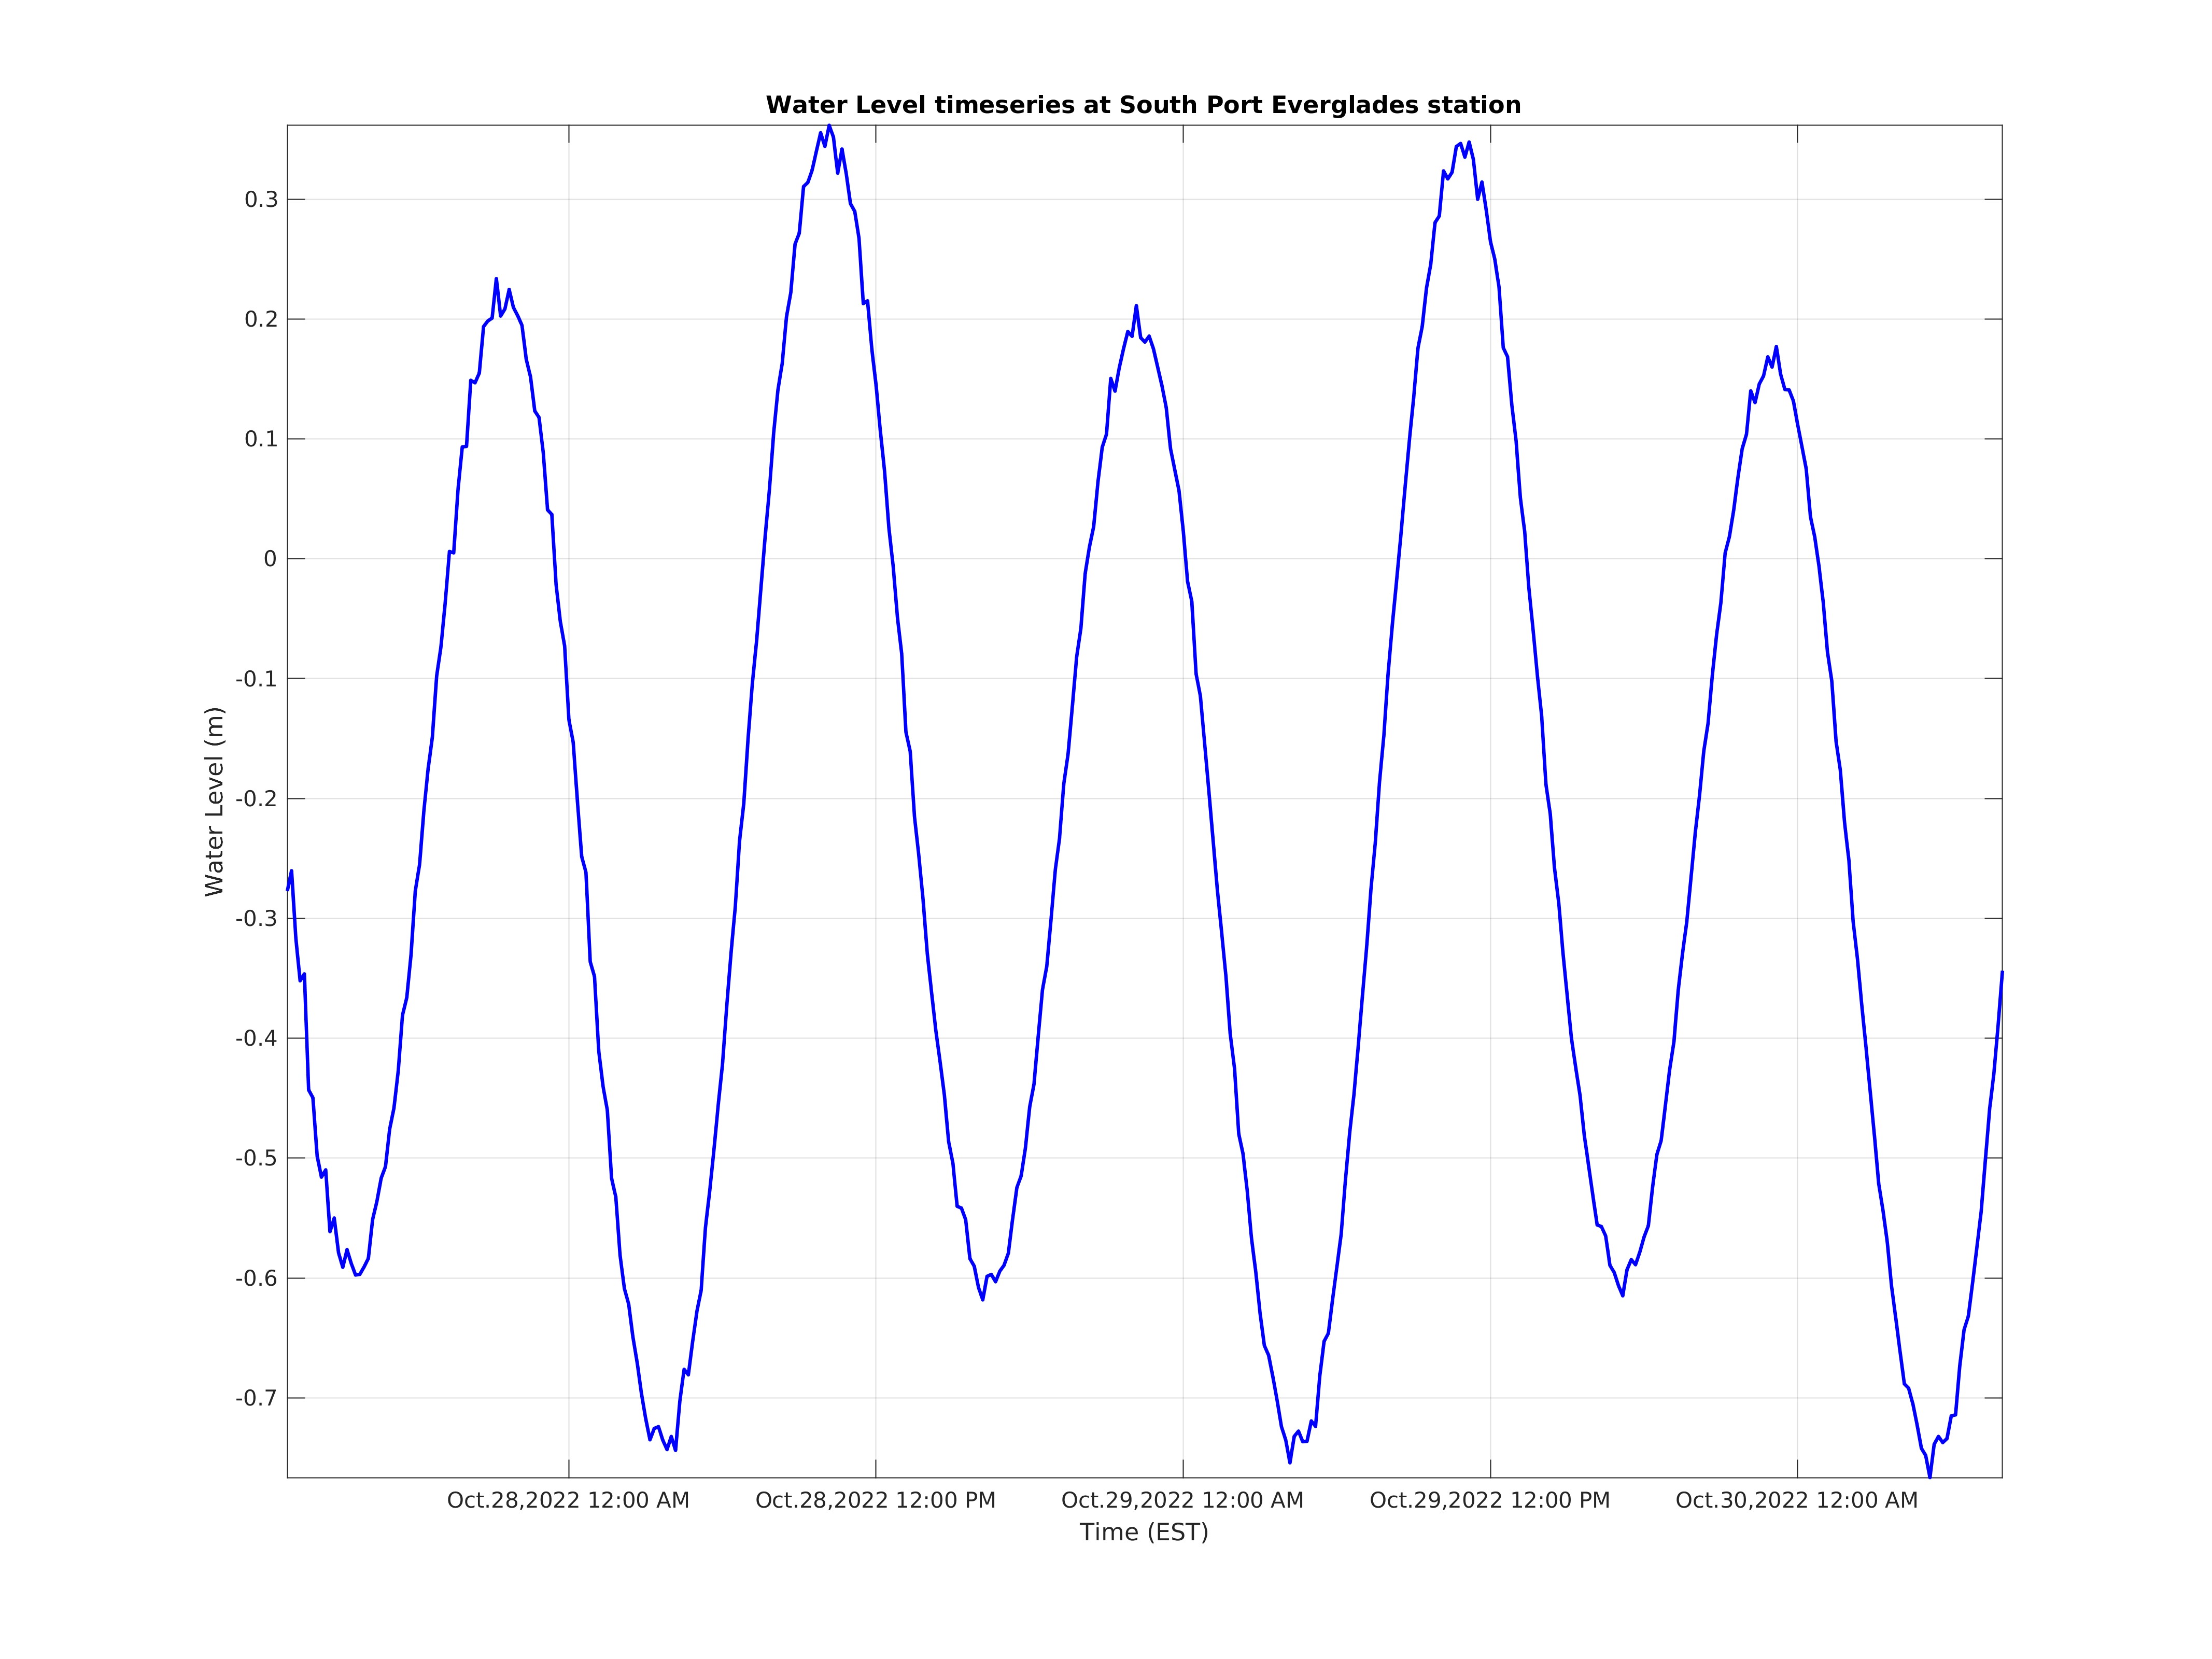 Water Level timeseries at South Port Everglades station
0.3
0.2
0.1
0
-0.1
-0.2
-0.3
-0.4
-0.5
-0.6
-0.7
Water Level (m)
Oct.28,2022 12:00 AM Oct.28,2022 12:00 PM Oct.29,2022 12:00 AM Oct.29,2022 12:00 PM Oct.30,2022 12:00 AM
Time (EST)